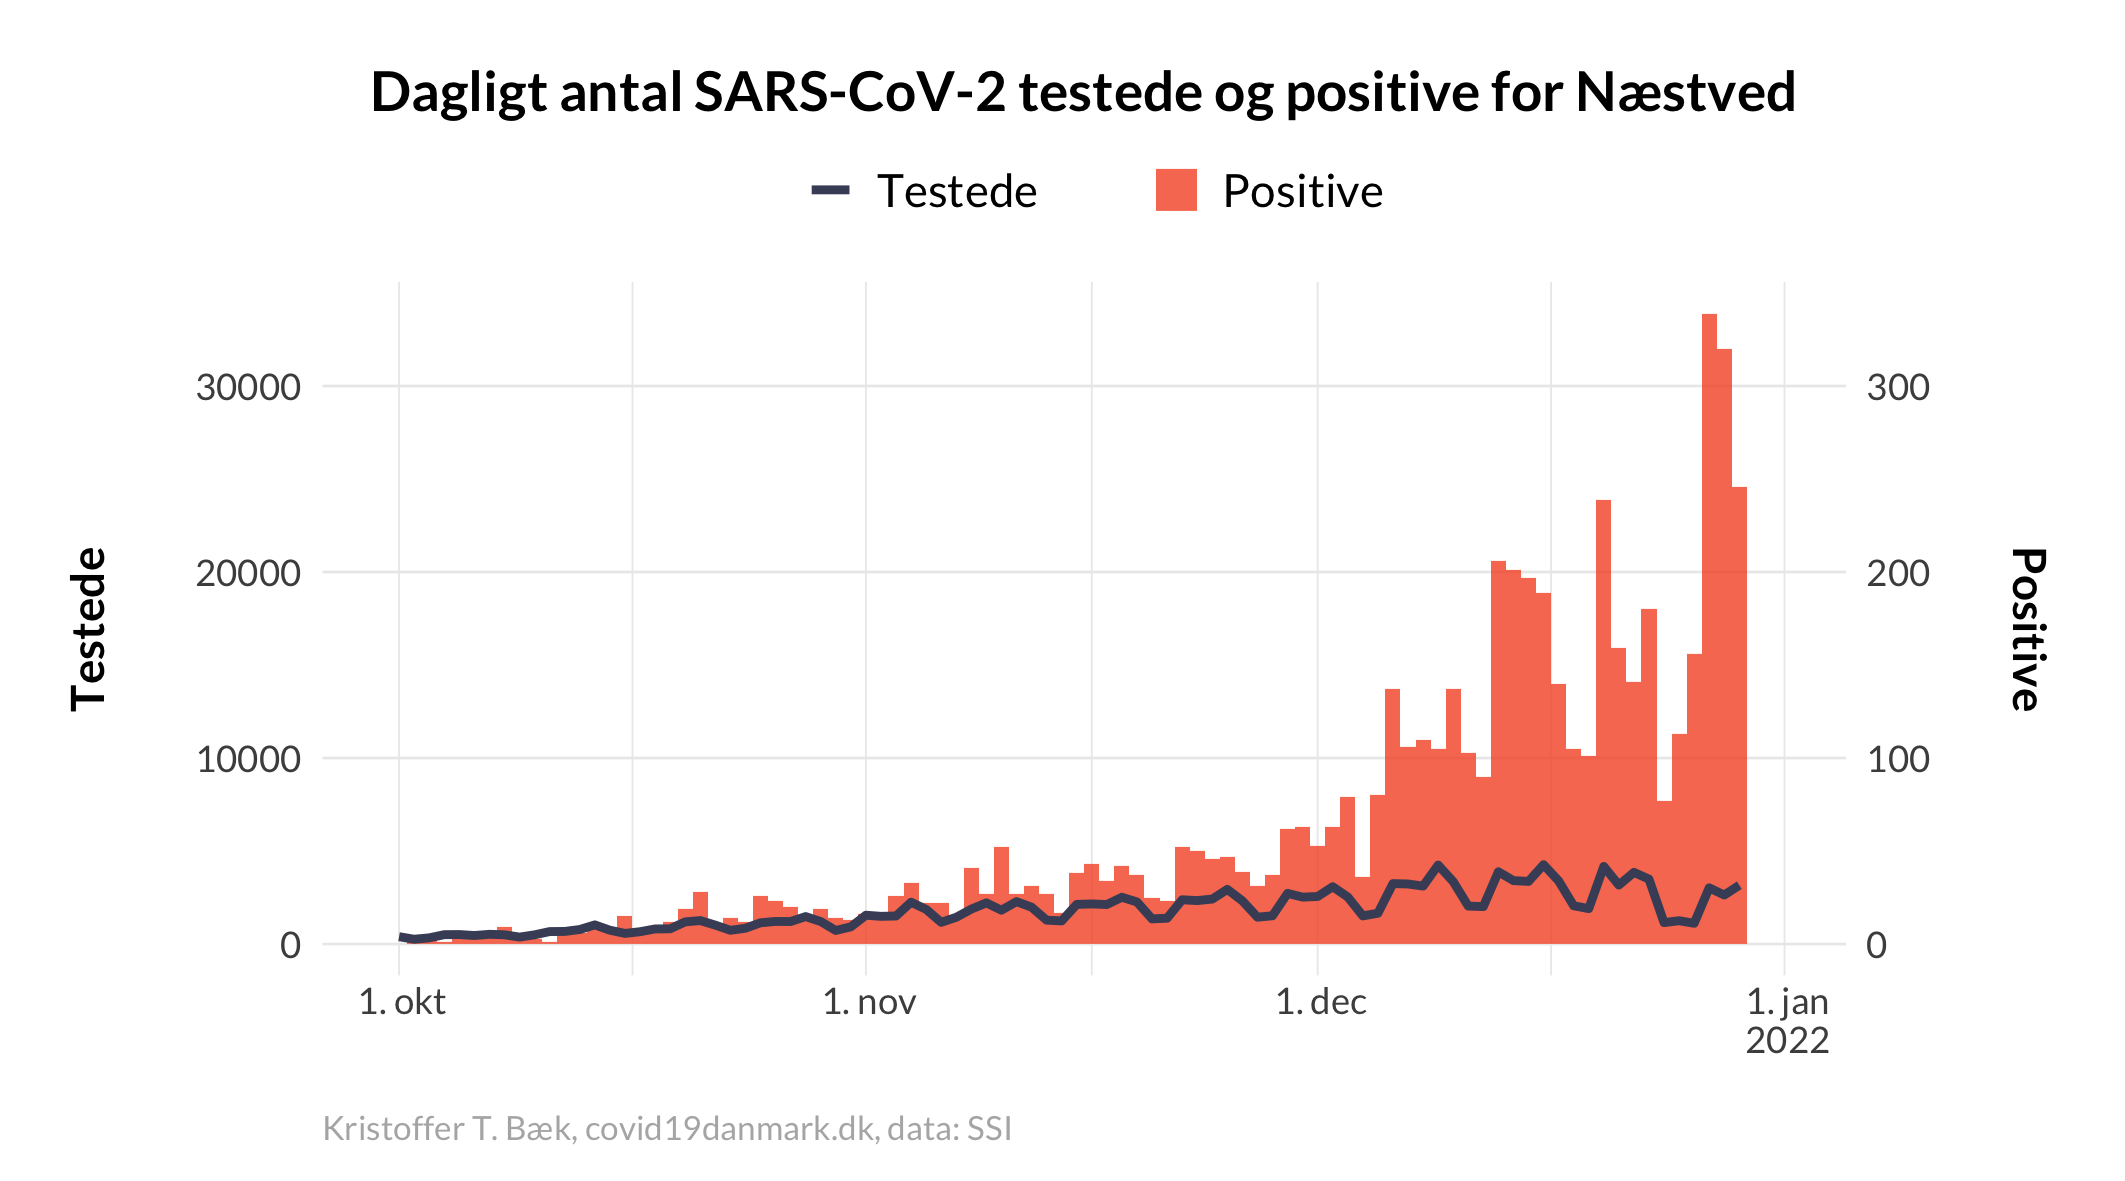 Dagligt antal SARS-CoV-2 testede og positive for Næstved
Testede
Positive
Testede
30000
20000
10000
0
300
200
100
0
Positive
1. okt
1. nov
1. dec
1. jan
2022
Kristoffer T. Bæk, covid19danmark.dk, data: SSI